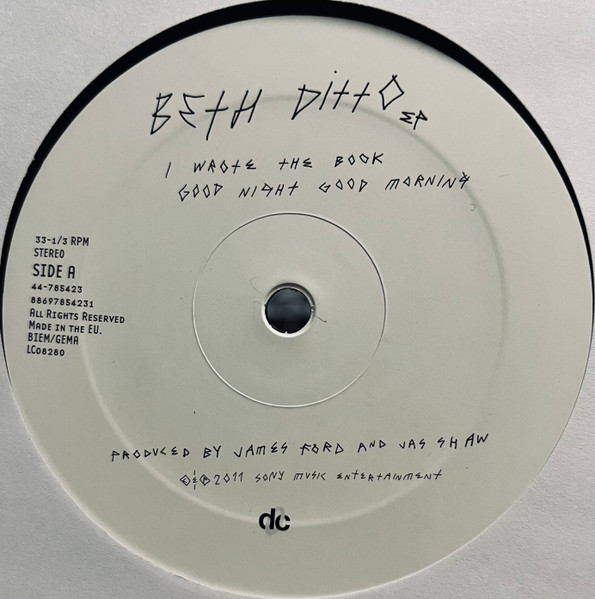 BETH DITTO EP
I WROTE THE BOOK
GOOD NIGHT GOOD MORNING
33-1/3 RPM
STEREO
SIDE A
44-785423
88697854231
ALL RIGHTS RESERVED
MADE IN THE EU.
BIEM/GEMA
LC08280
PRODUCED BY JAMES FORD AND JAS SHAW
©&℗ 2011 SONY MUSIC ENTERTAINMENT
dc